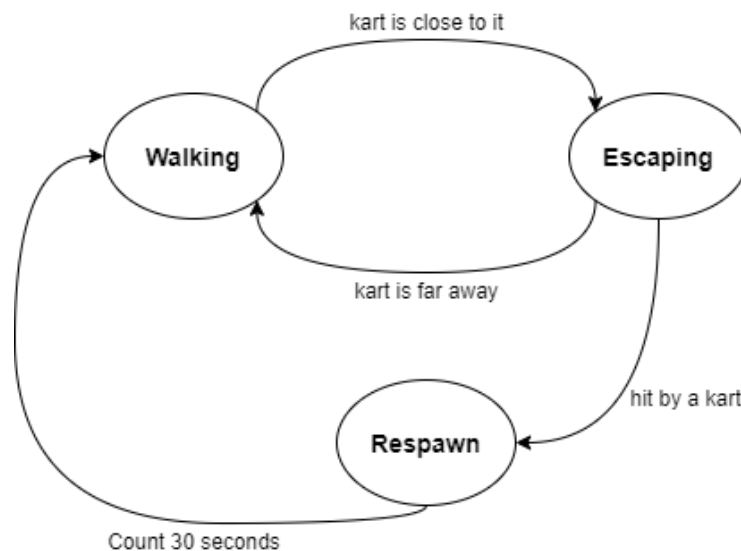 kart is close to it
Walking
Escaping
kart is far away
hit by a kart
Respawn
Count 30 seconds